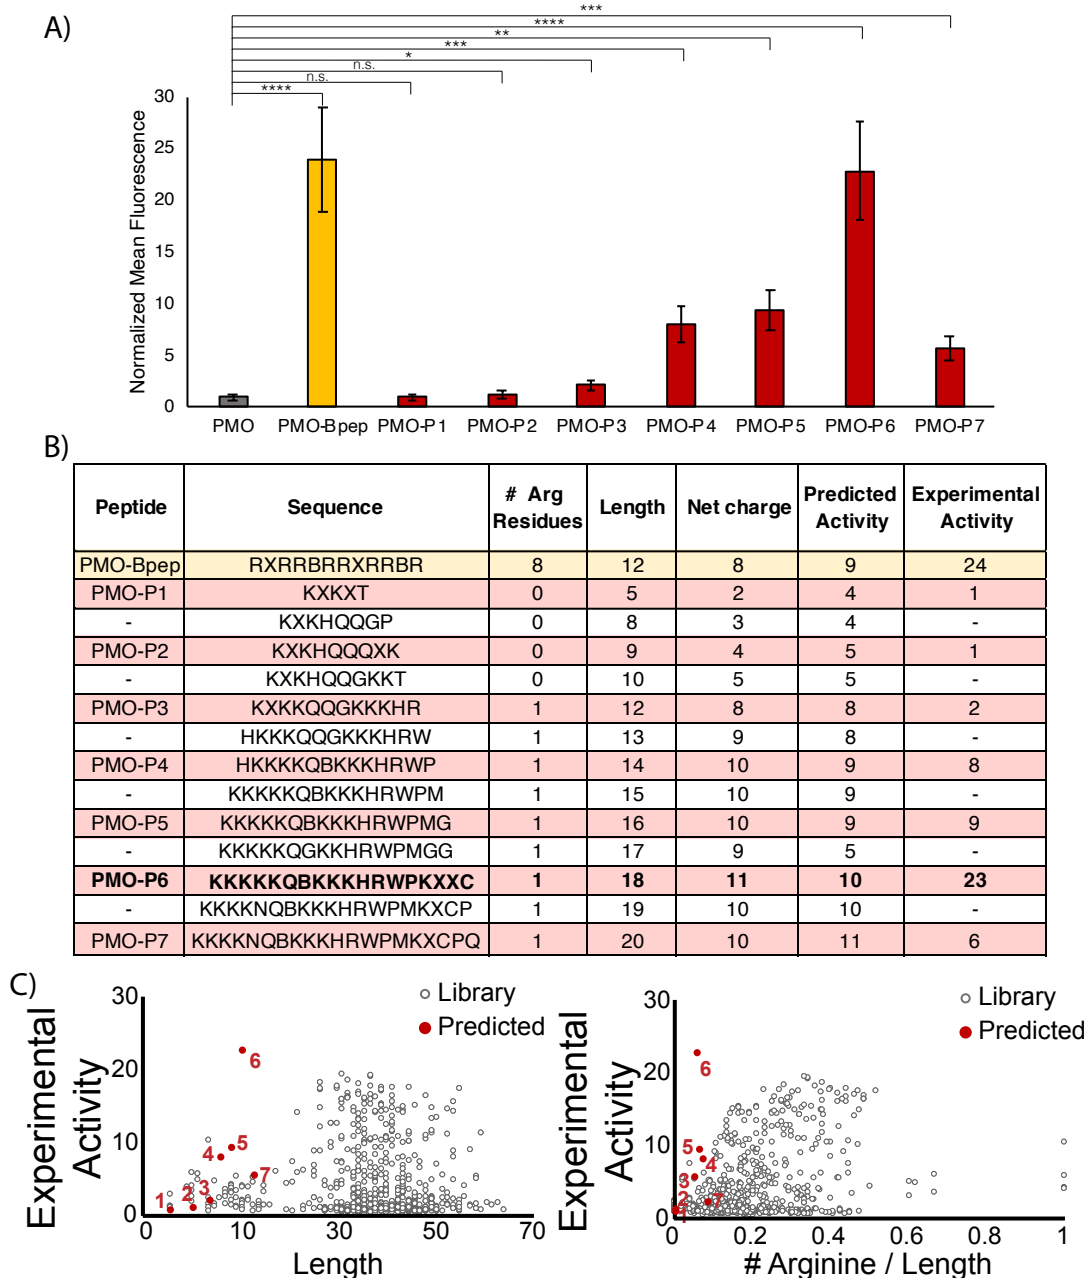 A)
***
****
**
***
*
n.s.
n.s.
****
Normalized Mean Fluorescence
30
25
20
15
10
5
0
PMO PMO-Bpep PMO-P1 PMO-P2 PMO-P3 PMO-P4 PMO-P5 PMO-P6 PMO-P7
B)
Peptide Sequence # Arg Residues Length Net charge Predicted Activity Experimental Activity
PMO-Bpep RXRRBRRXRRBR 8 12 8 9 24
PMO-P1 KXKXT 0 5 2 4 1
- KXKHQQGP 0 8 3 4 -
PMO-P2 KXKHQQQXK 0 9 4 5 1
- KXKHQQGKKT 0 10 5 5 -
PMO-P3 KXKKQQGKKKHR 1 12 8 8 2
- HKKKQQGKKKHRW 1 13 9 8 -
PMO-P4 HKKKKQBKKKHRWP 1 14 10 9 8
- KKKKKQBKKKHRWPM 1 15 10 9 -
PMO-P5 KKKKKQBKKKHRWPMG 1 16 10 9 9
- KKKKKQGKKHRWPMGG 1 17 9 5 -
PMO-P6 KKKKKQBKKKHRWPKXXC 1 18 11 10 23
- KKKKNQBKKKHRWPMKXCP 1 19 10 10 -
PMO-P7 KKKKNQBKKKHRWPMKXCPQ 1 20 10 11 6
C)
Experimental Activity
30
20
10
0
Library
Predicted
6
5
4
7
3
2
1
0 10 20 30 40 50 60 70
Length
Experimental Activity
30
20
10
0
Library
Predicted
6
5
4
3
2
7
1
0 0.2 0.4 0.6 0.8 1
# Arginine / Length